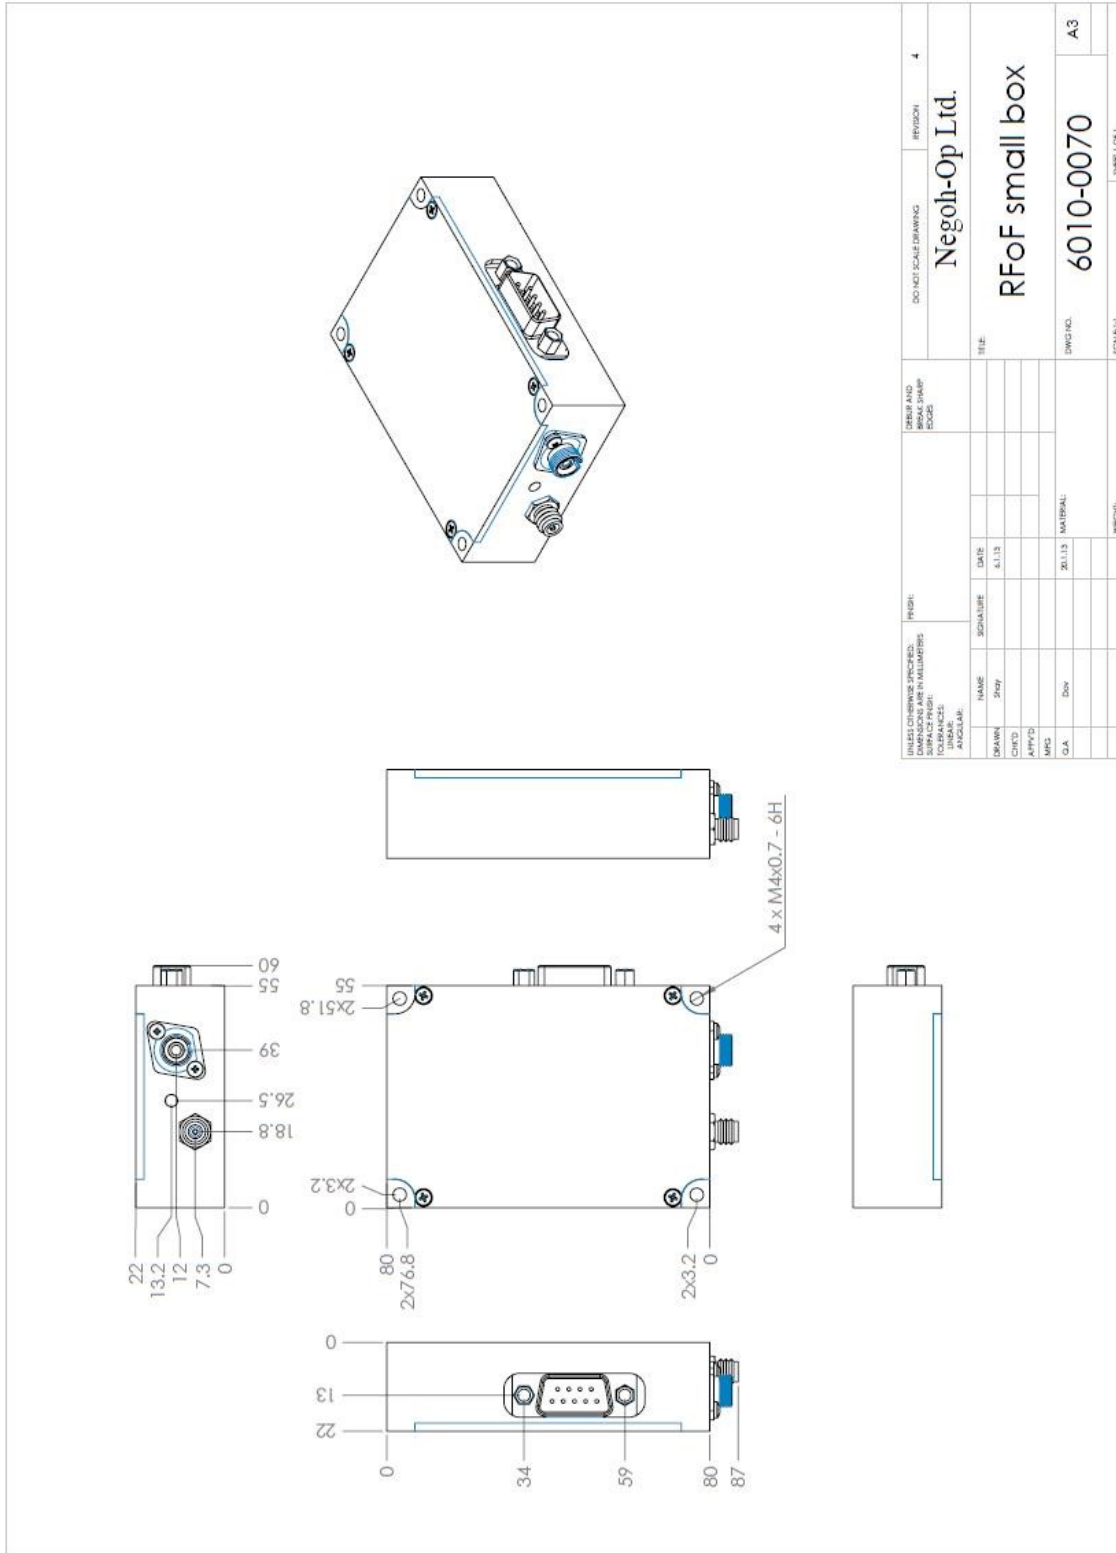 60
55
39
26.5
18.8
0
22
13.2
12
7.3
0
55
2x51.8
2x3.2
0
80
2x76.8
2x3.2
0
4 x M4x0.7 - 6H
0
13
22
0
34
59
80
87
UNLESS OTHERWISE SPECIFIED:
DIMENSIONS ARE IN MILLIMETERS
SURFACE FINISH:
TOLERANCES:
LINEAR:
ANGULAR:
FINISH:
DEBUR AND
BREAK SHARP
EDGES
DO NOT SCALE DRAWING
REVISION 4
Negoh-Op Ltd.
NAME SIGNATURE DATE
DRAWN Shay 6.1.13
CHK'D
APPV'D
MFG
Q.A Dov 20.1.13
MATERIAL:
TITLE:
RFoF small box
DWG NO.
6010-0070
A3